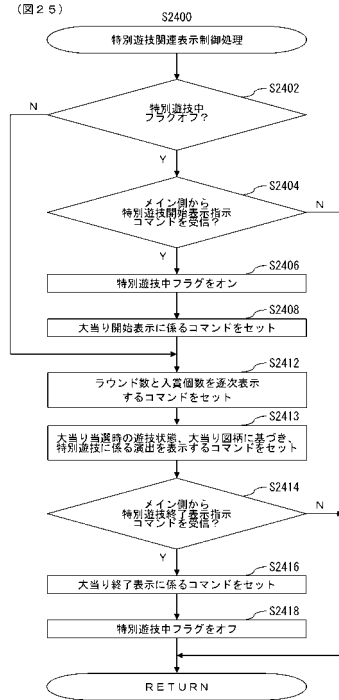 (図２５)
S2400
特別遊技関連表示制御処理
S2402
N
特別遊技中
フラグオフ？
Y
S2404
メイン側から
特別遊技開始表示指示
コマンドを受信？
N
Y
S2406
特別遊技中フラグをオン
S2408
大当り開始表示に係るコマンドをセット
S2412
ラウンド数と入賞個数を逐次表示
するコマンドをセット
S2413
大当り当選時の遊技状態、大当り図柄に基づき、
特別遊技に係る演出を表示するコマンドをセット
S2414
メイン側から
特別遊技終了表示指示
コマンドを受信？
N
Y
S2416
大当り終了表示に係るコマンドをセット
S2418
特別遊技中フラグをオフ
ＲＥＴＵＲＮ